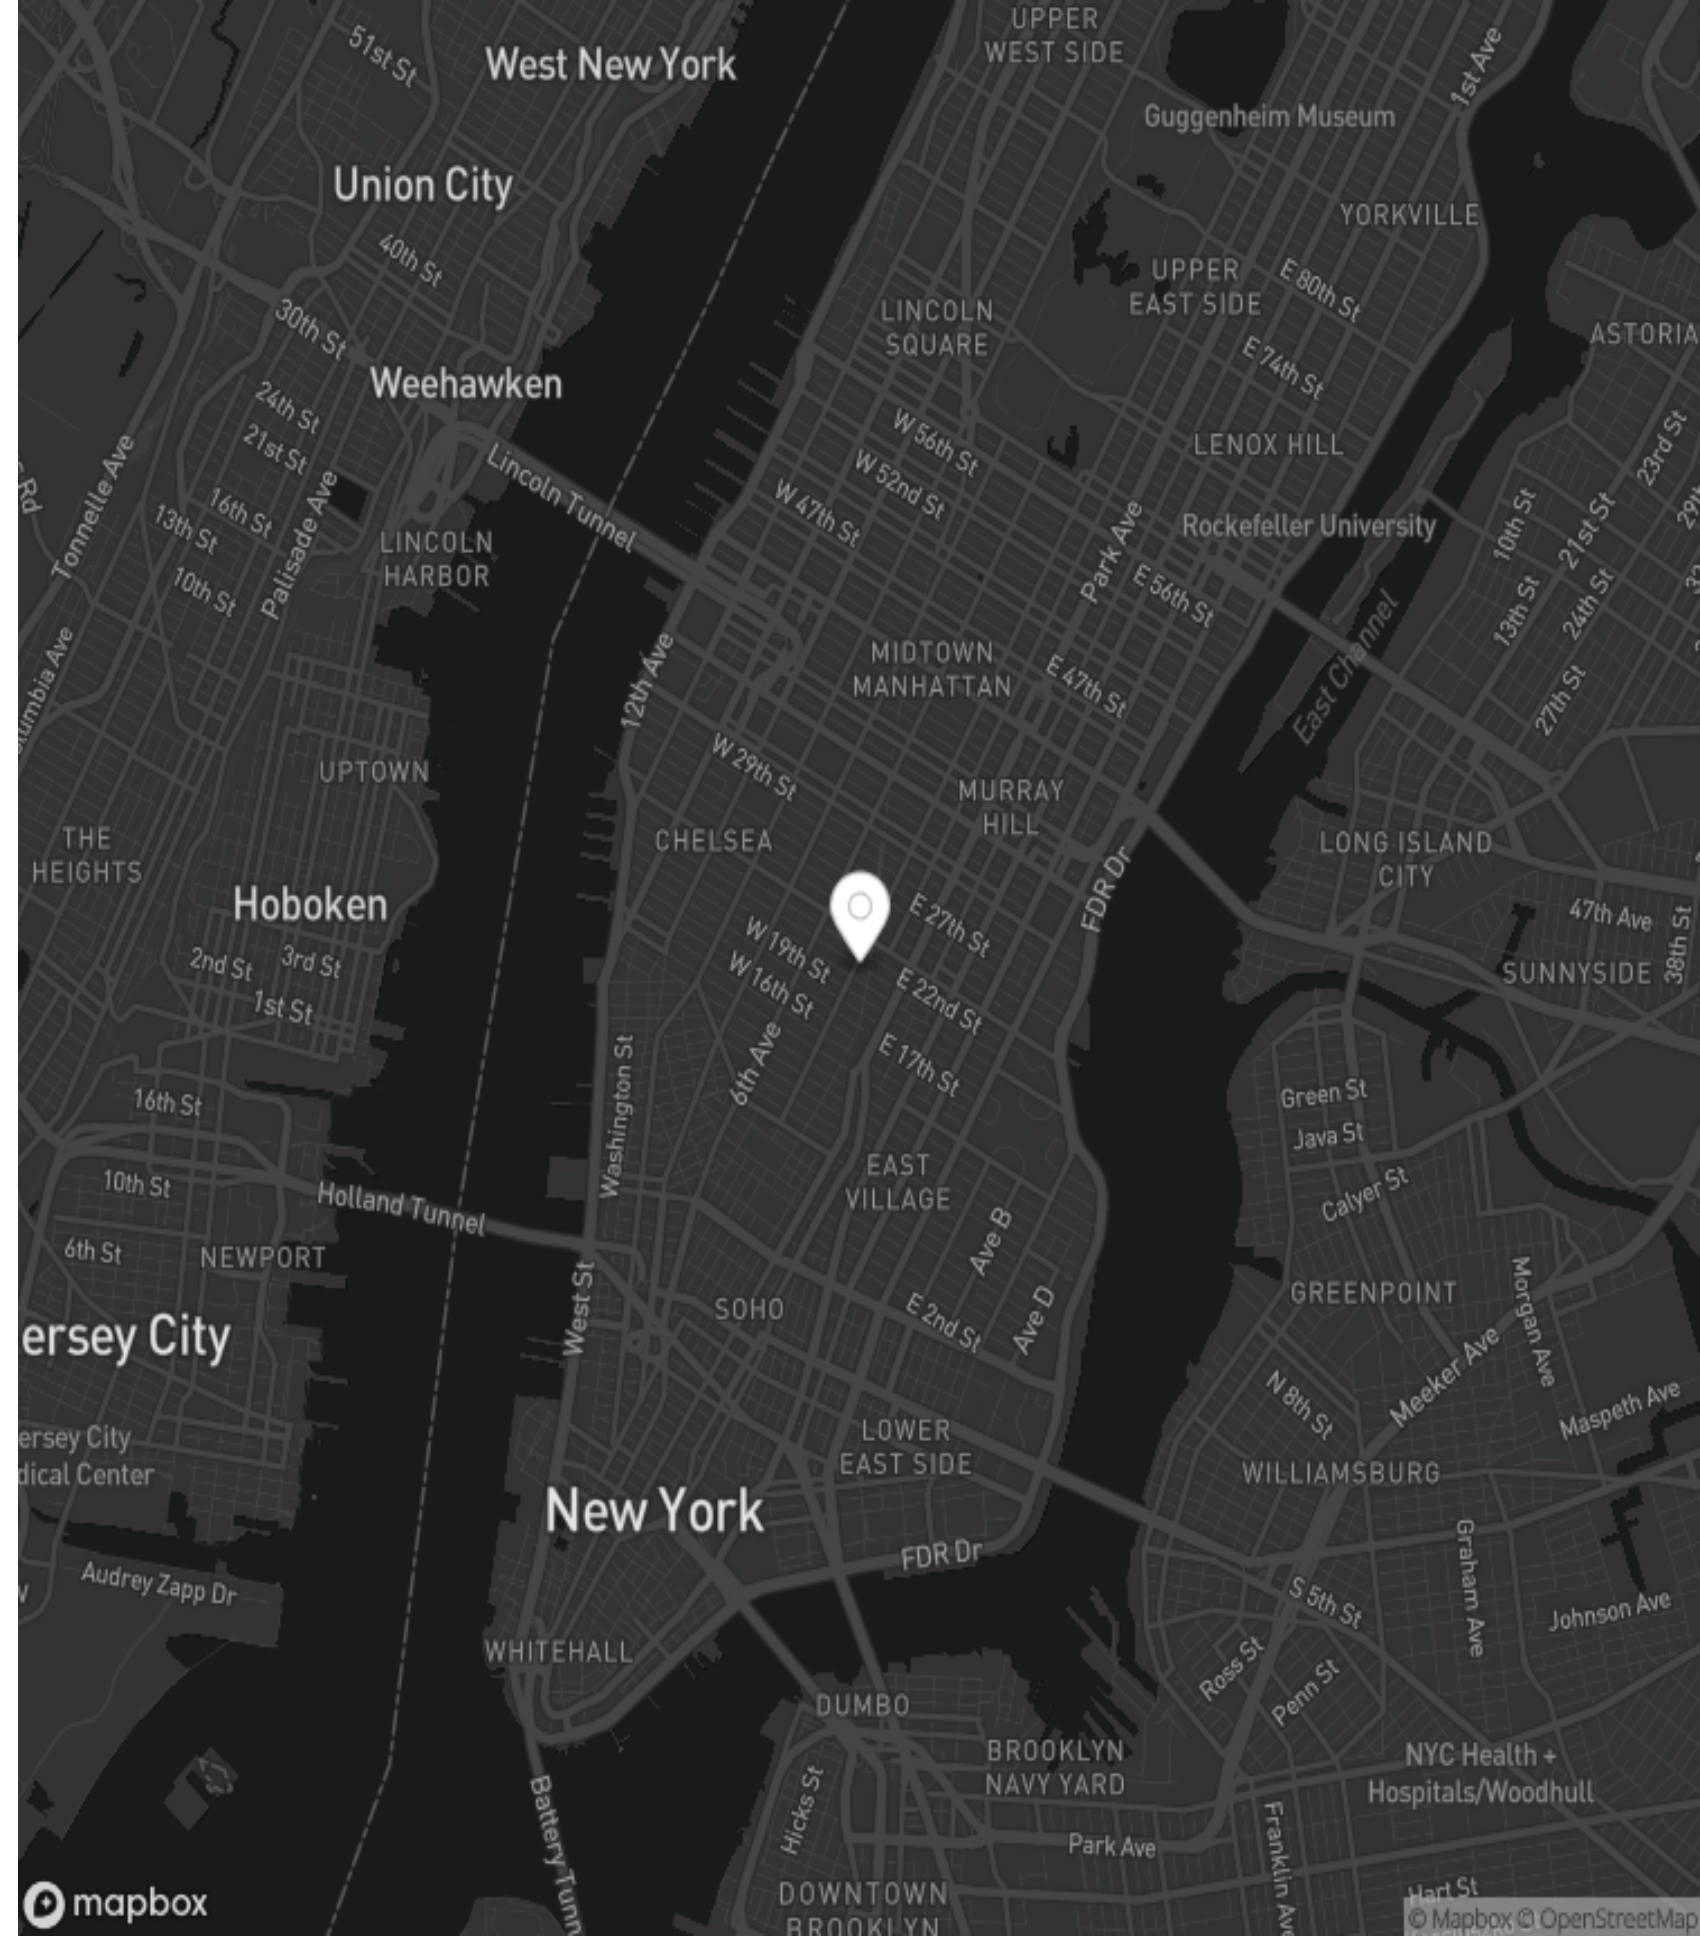 UPPER
WEST SIDE
51st St
West New York
1st Ave
Guggenheim Museum
Union City
YORKVILLE
40th St
UPPER
EAST SIDE
E 80th St
30th St
LINCOLN
SQUARE
ASTORIA
E 74th St
Weehawken
24th St
21st St
W 56th St
LENOX HILL
23rd St
Tonnelle Ave
Lincoln Tunnel
W 52nd St
W 47th St
16th St
13th St
Palisade Ave
Park Ave
Rockefeller University
10th St
21st St
LINCOLN
HARBOR
10th St
E 56th St
13th St
24th St
12th Ave
MIDTOWN
MANHATTAN
E 47th St
East Channel
27th St
UPTOWN
W 29th St
MURRAY
HILL
THE
HEIGHTS
CHELSEA
LONG ISLAND
CITY
FDR Dr
Hoboken
E 27th St
47th Ave
38th St
W 19th St
2nd St
3rd St
SUNNYSIDE
W 16th St
E 22nd St
1st St
6th Ave
E 17th St
Washington St
Green St
16th St
Java St
EAST
VILLAGE
10th St
Holland Tunnel
Calyer St
Ave B
6th St
NEWPORT
West St
SOHO
E 2nd St
Ave D
GREENPOINT
Morgan Ave
ersey City
Meeker Ave
N 8th St
Maspeth Ave
ersey City
dical Center
LOWER
EAST SIDE
WILLIAMSBURG
New York
FDR Dr
Graham Ave
Audrey Zapp Dr
S 5th St
Johnson Ave
WHITEHALL
Ross St
Penn St
DUMBO
BROOKLYN
NAVY YARD
NYC Health +
Hospitals/Woodhull
Hicks St
Battery Tunn
Park Ave
Franklin Ave
DOWNTOWN
BROOKLYN
Hart St
mapbox
© Mapbox © OpenStreetMap